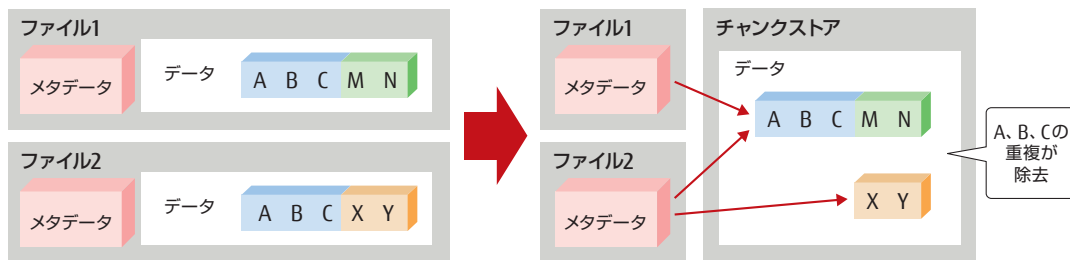 ファイル1
メタデータ
データ
A B C M N
ファイル2
メタデータ
データ
A B C X Y
ファイル1
メタデータ
ファイル2
メタデータ
チャンクストア
データ
A B C M N
X Y
A、B、Cの
重複が
除去